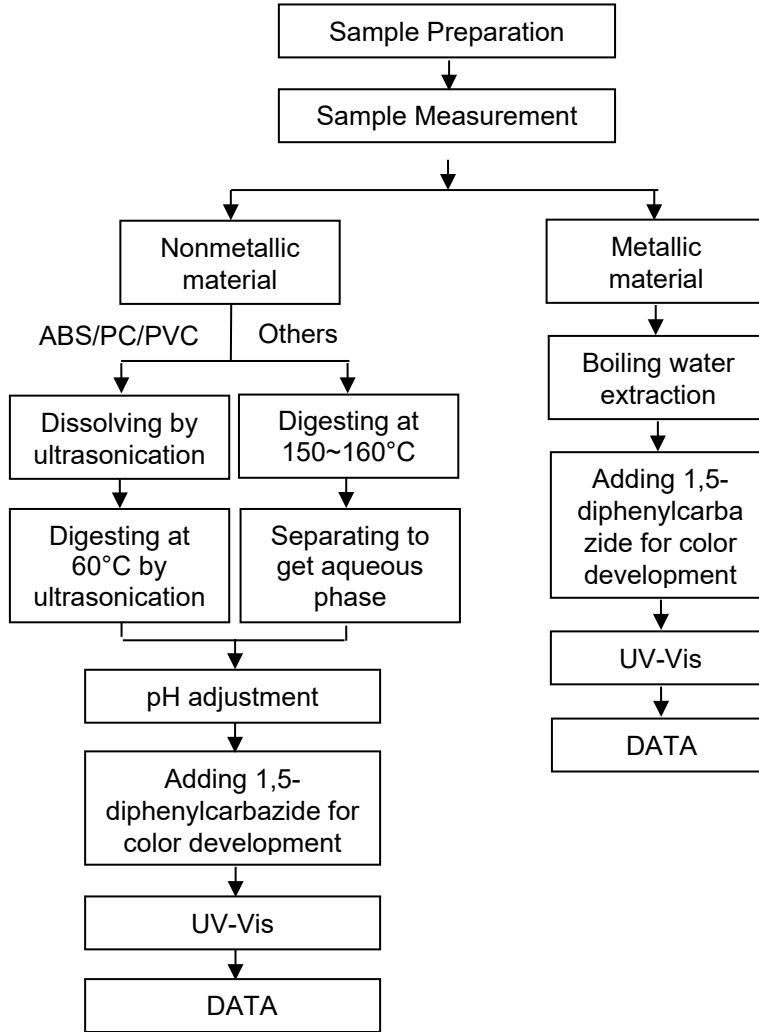 Sample Preparation
Sample Measurement
Nonmetallic
material
ABS/PC/PVC
Others
Dissolving by
ultrasonication
Digesting at
150~160°C
Digesting at
60°C by
ultrasonication
Separating to
get aqueous
phase
pH adjustment
Adding 1,5-
diphenylcarbazide for
color development
UV-Vis
DATA
Metallic
material
Boiling water
extraction
Adding 1,5-
diphenylcarba
zide for color
development
UV-Vis
DATA